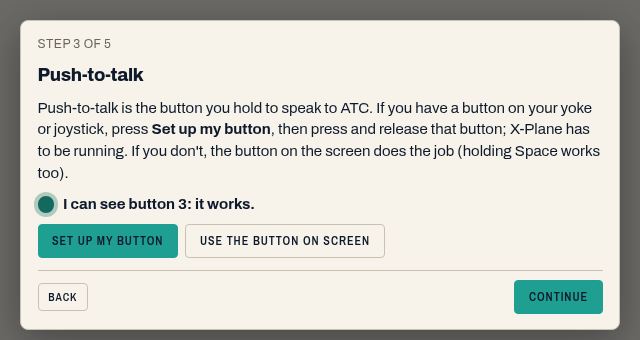 STEP 3 OF 5
Push-to-talk
Push-to-talk is the button you hold to speak to ATC. If you have a button on your yoke
or joystick, press Set up my button, then press and release that button; X-Plane has
to be running. If you don't, the button on the screen does the job (holding Space works
too).
I can see button 3: it works.
SET UP MY BUTTON USE THE BUTTON ON SCREEN
BACK CONTINUE